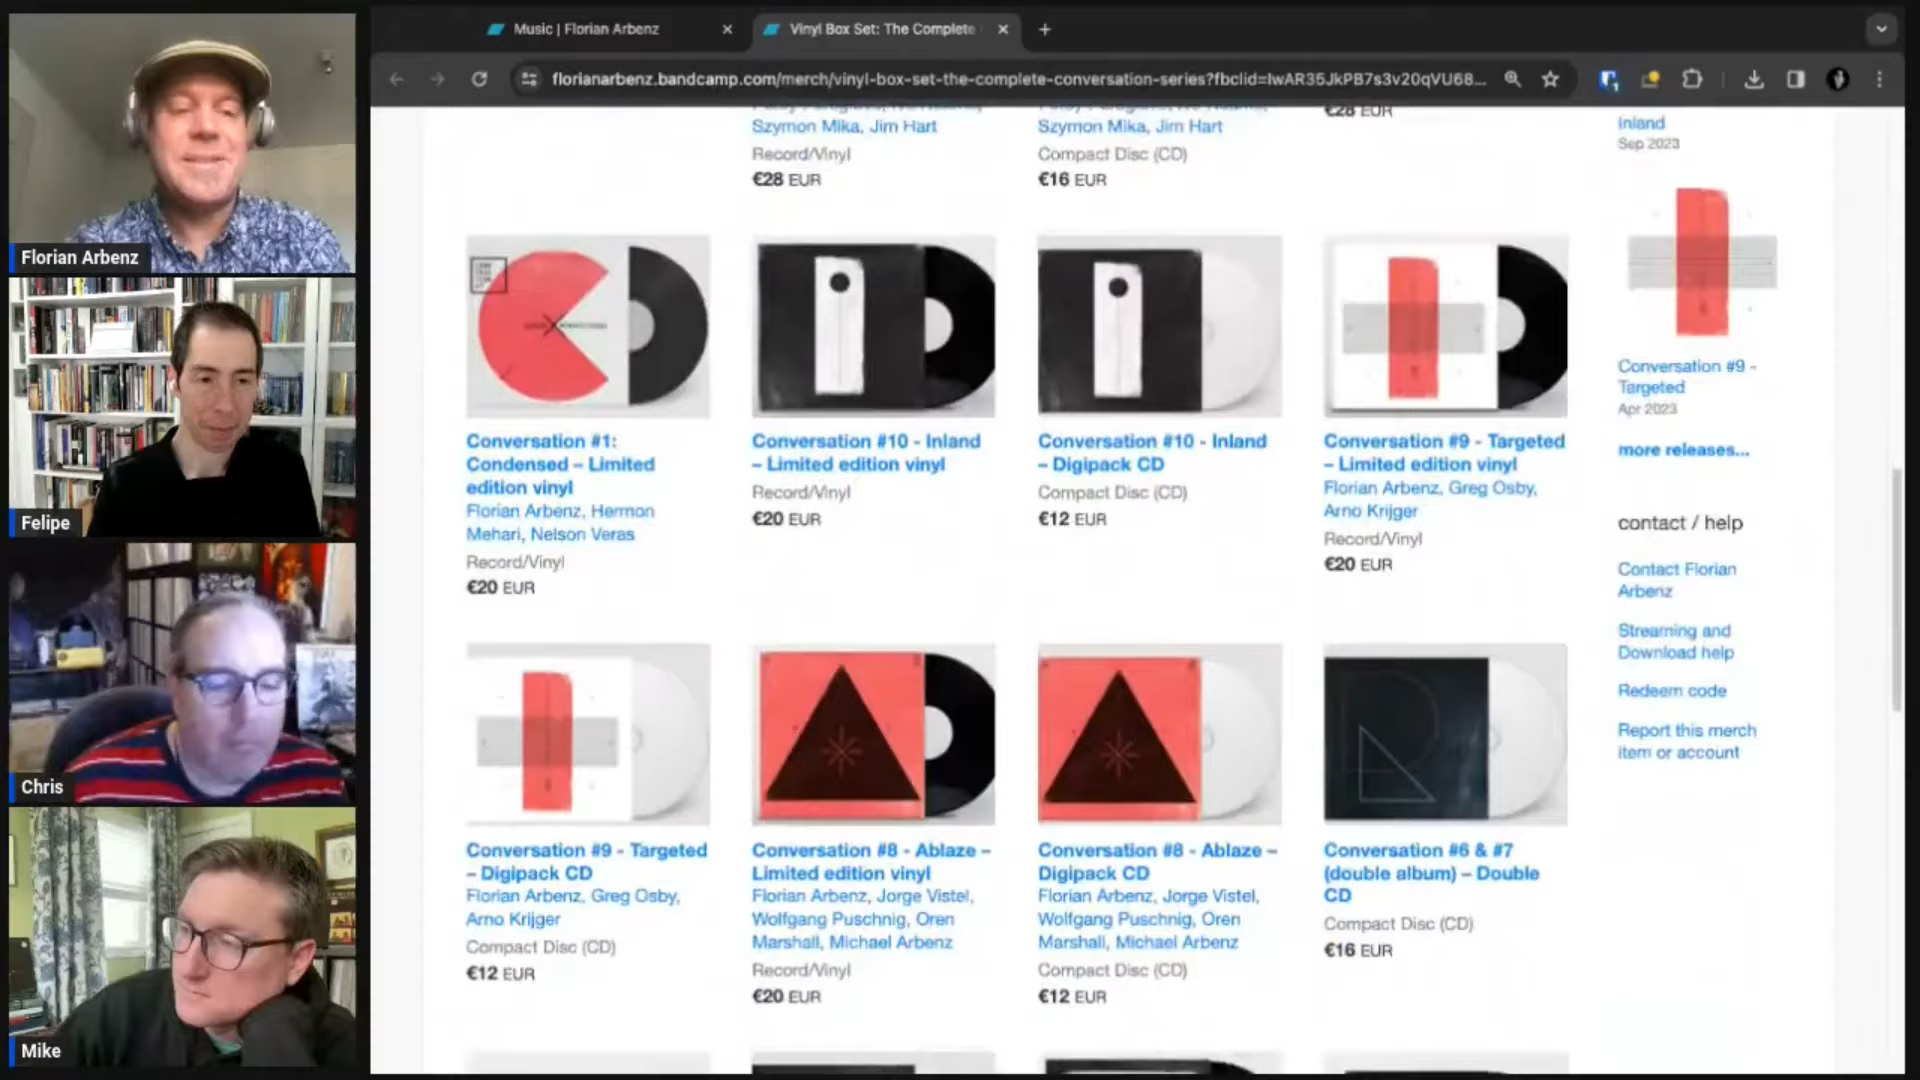 Music | Florian Arbenz
Vinyl Box Set: The Complete
florianarbenz.bandcamp.com/merch/vinyl-box-set-the-complete-conversation-series?fbclid=IwAR35JkPB7s3v20qVU68...
Florian Arbenz
Felipe
Chris
Mike
Szymon Mika, Jim Hart
Record/Vinyl
€28 EUR
Szymon Mika, Jim Hart
Compact Disc (CD)
€16 EUR
€28 EUR
Conversation #1:
Condensed – Limited
edition vinyl
Florian Arbenz, Hermon
Mehari, Nelson Veras
Record/Vinyl
€20 EUR
Conversation #10 - Inland
– Limited edition vinyl
Record/Vinyl
€20 EUR
Conversation #10 - Inland
– Digipack CD
Compact Disc (CD)
€12 EUR
Conversation #9 - Targeted
– Limited edition vinyl
Florian Arbenz, Greg Osby,
Arno Krijger
Record/Vinyl
€20 EUR
Conversation #9 - Targeted
– Digipack CD
Florian Arbenz, Greg Osby,
Arno Krijger
Compact Disc (CD)
€12 EUR
Conversation #8 - Ablaze –
Limited edition vinyl
Florian Arbenz, Jorge Vistel,
Wolfgang Puschnig, Oren
Marshall, Michael Arbenz
Record/Vinyl
€20 EUR
Conversation #8 - Ablaze –
Digipack CD
Florian Arbenz, Jorge Vistel,
Wolfgang Puschnig, Oren
Marshall, Michael Arbenz
Compact Disc (CD)
€12 EUR
Conversation #6 & #7
(double album) – Double
CD
Compact Disc (CD)
€16 EUR
Inland
Sep 2023
Conversation #9 -
Targeted
Apr 2023
more releases...
contact / help
Contact Florian
Arbenz
Streaming and
Download help
Redeem code
Report this merch
item or account